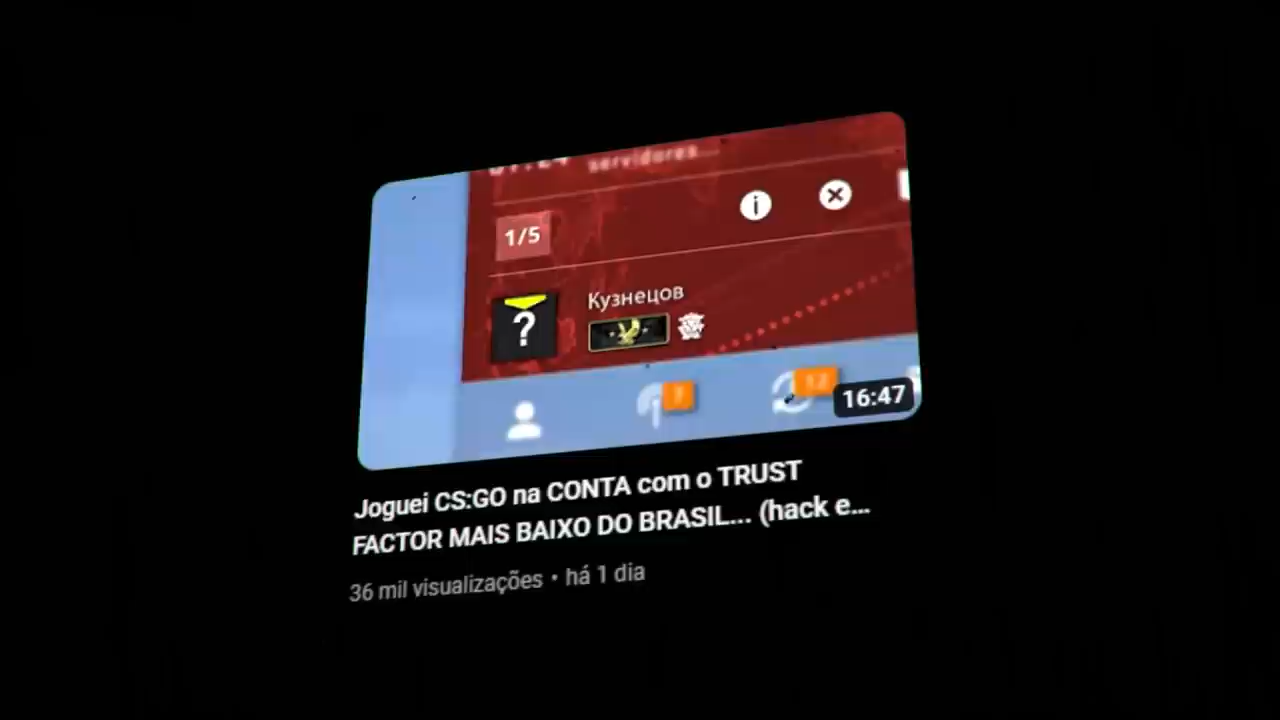 servidores...
1/5
Кузнецов
?
16:47
Joguei CS:GO na CONTA com o TRUST
FACTOR MAIS BAIXO DO BRASIL... (hack e...
36 mil visualizações • há 1 dia